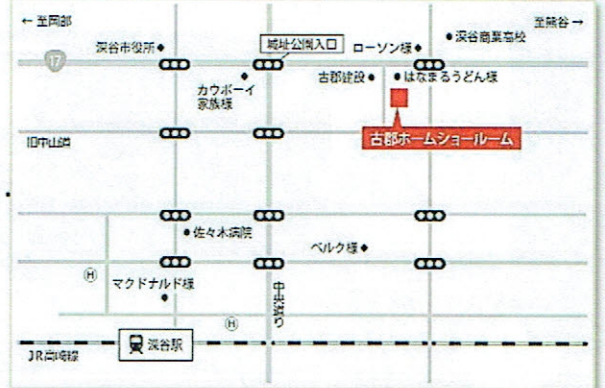 ← 至岡部
至熊谷 →
深谷市役所
城址公園入口
ローソン様
深谷商業高校
17
カウボーイ
家族様
古郡建設
はなまるうどん様
古郡ホームショールーム
旧中山道
佐々木病院
ベルク様
H
マクドナルド様
中央通り
H
深谷駅
JR高崎線